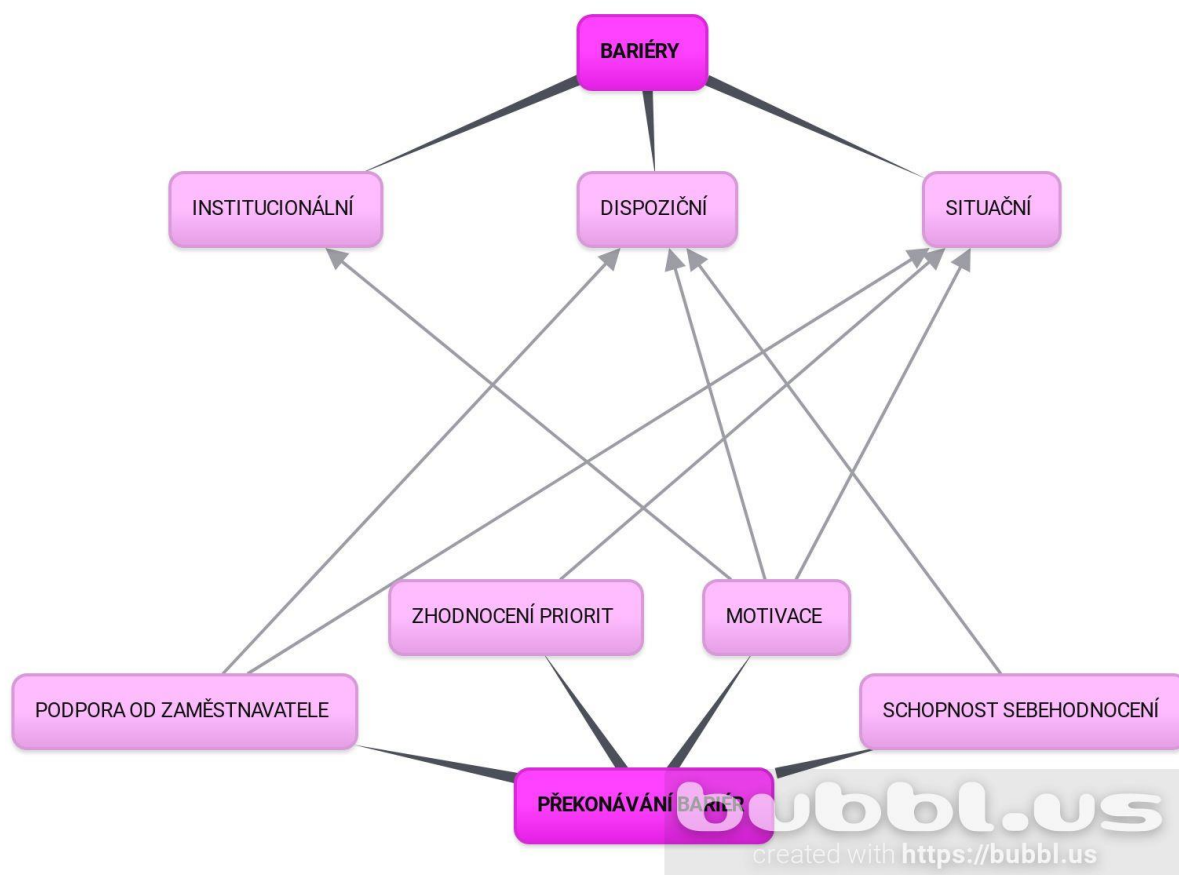 BARIÉRY
INSTITUCIONÁLNÍ
DISPOZIČNÍ
SITUAČNÍ
ZHODNOCENÍ PRIORIT
MOTIVACE
PODPORA OD ZAMĚSTNAVATELE
SCHOPNOST SEBEHODNOCENÍ
PŘEKONÁVÁNÍ BARIÉR
bubbl.us
created with https://bubbl.us